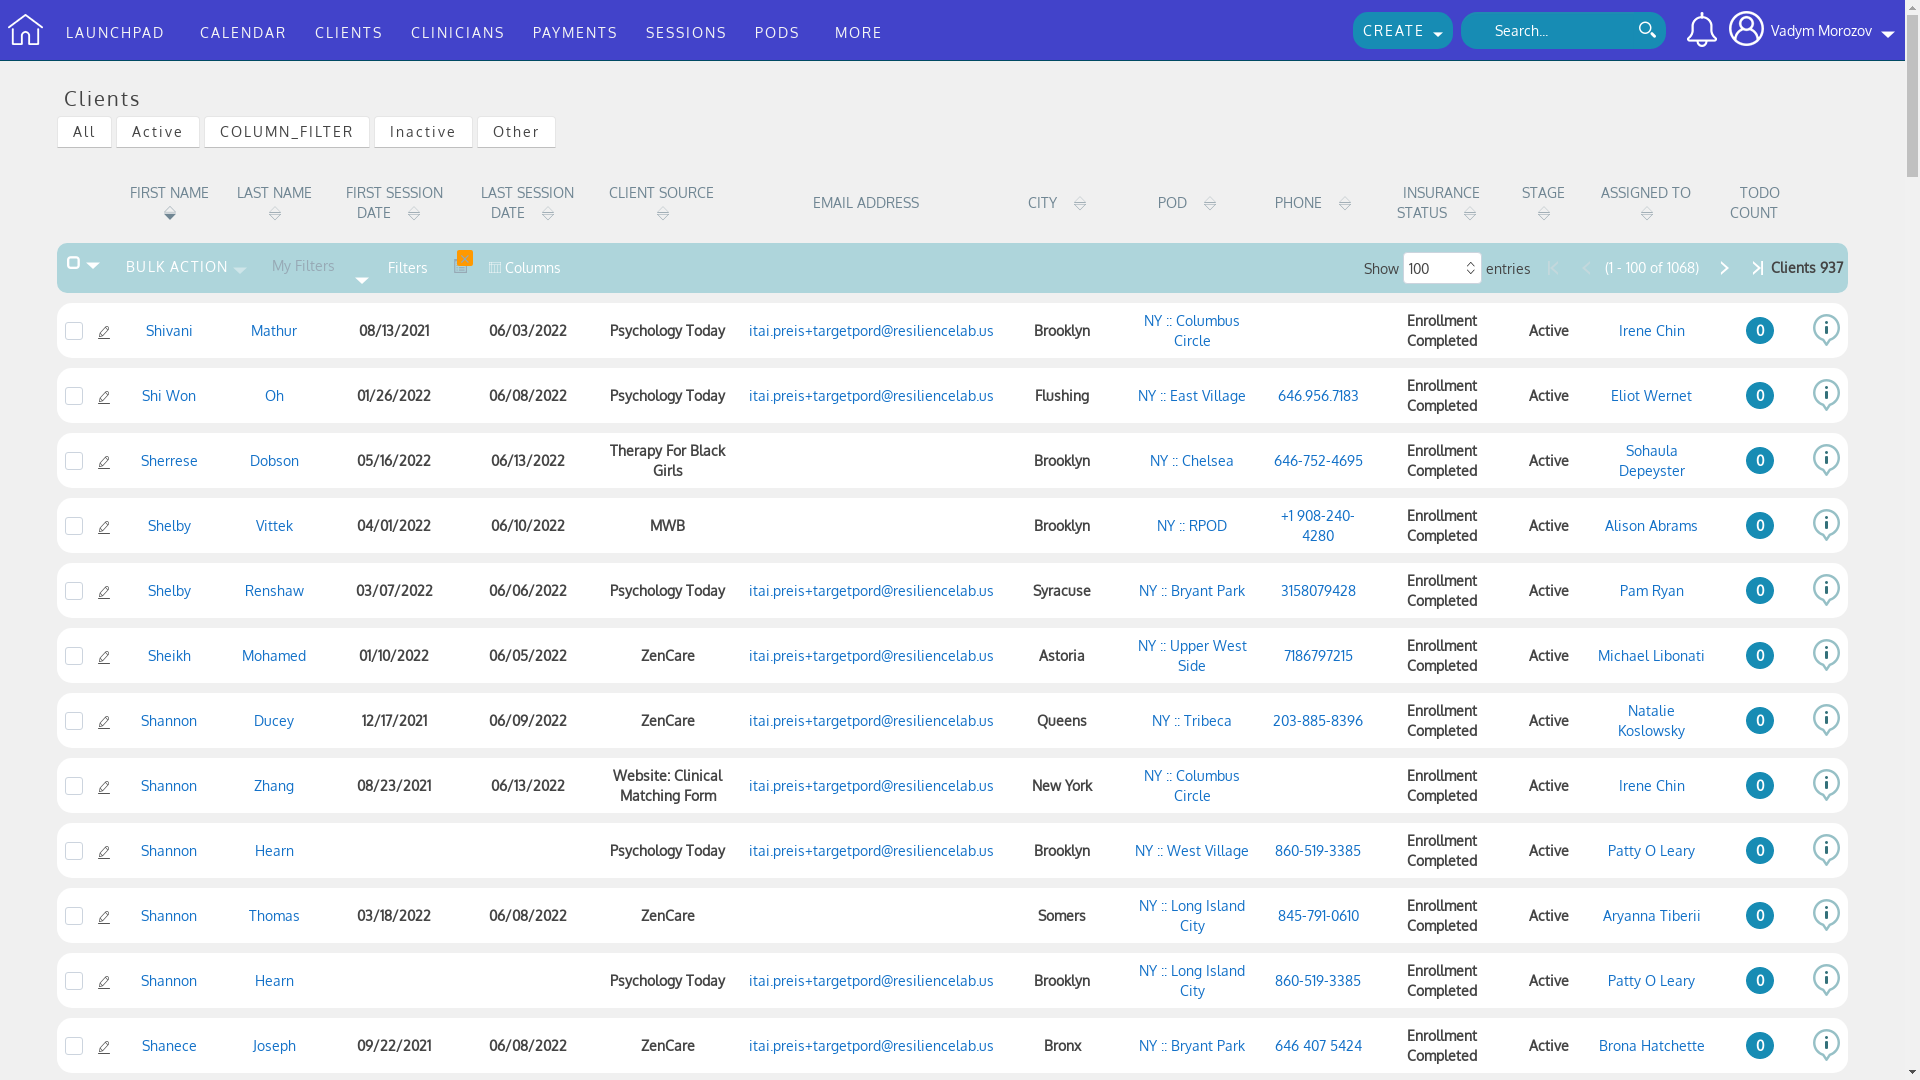 LAUNCHPAD CALENDAR CLIENTS CLINICIANS PAYMENTS SESSIONS PODS MORE CREATE Search... Vadym Morozov
Clients
All Active COLUMN_FILTER Inactive Other
FIRST NAME LAST NAME FIRST SESSION DATE LAST SESSION DATE CLIENT SOURCE EMAIL ADDRESS CITY POD PHONE INSURANCE STATUS STAGE ASSIGNED TO TODO COUNT
BULK ACTION My Filters Filters Columns Show 100 entries (1 - 100 of 1068) Clients 937
Shivani Mathur 08/13/2021 06/03/2022 Psychology Today itai.preis+targetpord@resiliencelab.us Brooklyn NY :: Columbus Circle Enrollment Completed Active Irene Chin 0
Shi Won Oh 01/26/2022 06/08/2022 Psychology Today itai.preis+targetpord@resiliencelab.us Flushing NY :: East Village 646.956.7183 Enrollment Completed Active Eliot Wernet 0
Sherrese Dobson 05/16/2022 06/13/2022 Therapy For Black Girls Brooklyn NY :: Chelsea 646-752-4695 Enrollment Completed Active Sohaula Depeyster 0
Shelby Vittek 04/01/2022 06/10/2022 MWB Brooklyn NY :: RPOD +1 908-240-4280 Enrollment Completed Active Alison Abrams 0
Shelby Renshaw 03/07/2022 06/06/2022 Psychology Today itai.preis+targetpord@resiliencelab.us Syracuse NY :: Bryant Park 3158079428 Enrollment Completed Active Pam Ryan 0
Sheikh Mohamed 01/10/2022 06/05/2022 ZenCare itai.preis+targetpord@resiliencelab.us Astoria NY :: Upper West Side 7186797215 Enrollment Completed Active Michael Libonati 0
Shannon Ducey 12/17/2021 06/09/2022 ZenCare itai.preis+targetpord@resiliencelab.us Queens NY :: Tribeca 203-885-8396 Enrollment Completed Active Natalie Koslowsky 0
Shannon Zhang 08/23/2021 06/13/2022 Website: Clinical Matching Form itai.preis+targetpord@resiliencelab.us New York NY :: Columbus Circle Enrollment Completed Active Irene Chin 0
Shannon Hearn Psychology Today itai.preis+targetpord@resiliencelab.us Brooklyn NY :: West Village 860-519-3385 Enrollment Completed Active Patty O Leary 0
Shannon Thomas 03/18/2022 06/08/2022 ZenCare Somers NY :: Long Island City 845-791-0610 Enrollment Completed Active Aryanna Tiberii 0
Shannon Hearn Psychology Today itai.preis+targetpord@resiliencelab.us Brooklyn NY :: Long Island City 860-519-3385 Enrollment Completed Active Patty O Leary 0
Shanece Joseph 09/22/2021 06/08/2022 ZenCare itai.preis+targetpord@resiliencelab.us Bronx NY :: Bryant Park 646 407 5424 Enrollment Completed Active Brona Hatchette 0